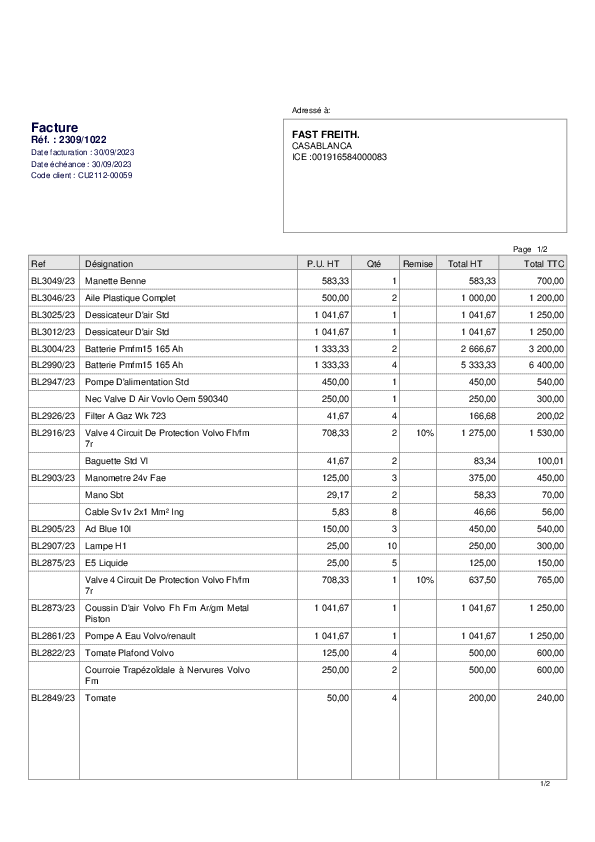 Adressé à:
Facture
Réf. : 2309/1022
Date facturation : 30/09/2023
Date échéance : 30/09/2023
Code client : CU2112-00059
FAST FREITH.
CASABLANCA
ICE :001916584000083
Page 1/2
Ref Désignation P.U. HT Qté Remise Total HT Total TTC
BL3049/23 Manette Benne 583,33 1 583,33 700,00
BL3046/23 Aile Plastique Complet 500,00 2 1 000,00 1 200,00
BL3025/23 Dessicateur D'air Std 1 041,67 1 1 041,67 1 250,00
BL3012/23 Dessicateur D'air Std 1 041,67 1 1 041,67 1 250,00
BL3004/23 Batterie Pmfm15 165 Ah 1 333,33 2 2 666,67 3 200,00
BL2990/23 Batterie Pmfm15 165 Ah 1 333,33 4 5 333,33 6 400,00
BL2947/23 Pompe D'alimentation Std 450,00 1 450,00 540,00
Nec Valve D Air Vovlo Oem 590340 250,00 1 250,00 300,00
BL2926/23 Filter A Gaz Wk 723 41,67 4 166,68 200,02
BL2916/23 Valve 4 Circuit De Protection Volvo Fh/fm 708,33 2 10% 1 275,00 1 530,00
7r
Baguette Std Vl 41,67 2 83,34 100,01
BL2903/23 Manometre 24v Fae 125,00 3 375,00 450,00
Mano Sbt 29,17 2 58,33 70,00
Cable Sv1v 2x1 Mm² Ing 5,83 8 46,66 56,00
BL2905/23 Ad Blue 10l 150,00 3 450,00 540,00
BL2907/23 Lampe H1 25,00 10 250,00 300,00
BL2875/23 E5 Liquide 25,00 5 125,00 150,00
Valve 4 Circuit De Protection Volvo Fh/fm 708,33 1 10% 637,50 765,00
7r
BL2873/23 Coussin D'air Volvo Fh Fm Ar/gm Metal 1 041,67 1 1 041,67 1 250,00
Piston
BL2861/23 Pompe A Eau Volvo/renault 1 041,67 1 1 041,67 1 250,00
BL2822/23 Tomate Plafond Volvo 125,00 4 500,00 600,00
Courroie Trapézoïdale à Nervures Volvo 250,00 2 500,00 600,00
Fm
BL2849/23 Tomate 50,00 4 200,00 240,00
1/2